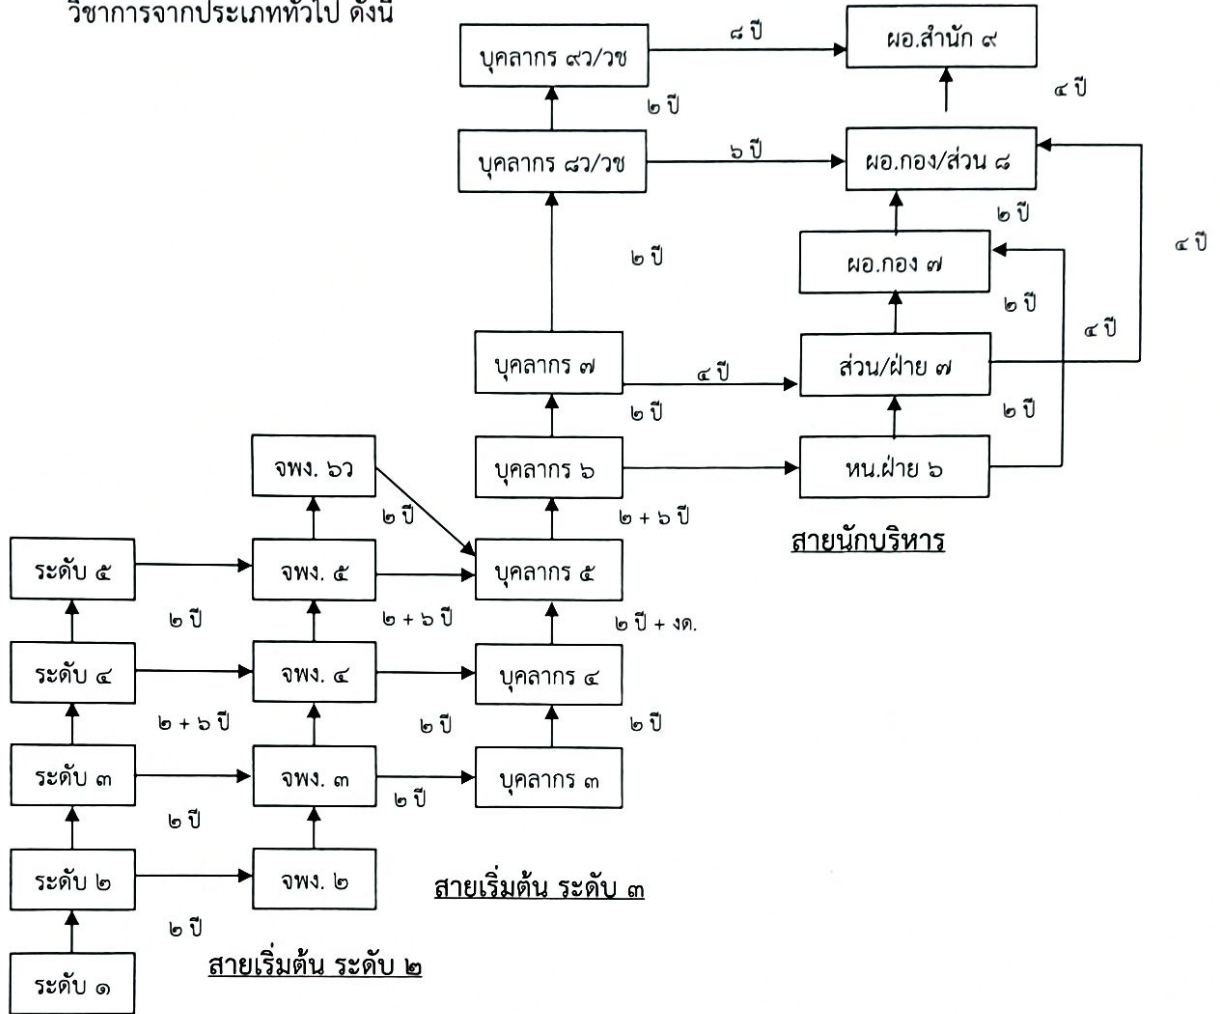 วิชาการจากประเภททั่วไป ดังนี้
บุคลากร ๙ว/วช
๘ ปี
ผอ.สำนัก ๙
๒ ปี
๔ ปี
บุคลากร ๘ว/วช
๖ ปี
ผอ.กอง/ส่วน ๘
๒ ปี
๒ ปี
๔ ปี
ผอ.กอง ๗
๒ ปี
๔ ปี
บุคลากร ๗
๔ ปี
ส่วน/ฝ่าย ๗
๒ ปี
๒ ปี
จพง. ๖ว
บุคลากร ๖
หน.ฝ่าย ๖
๒ ปี
๒ + ๖ ปี
สายนักบริหาร
ระดับ ๕
จพง. ๕
บุคลากร ๕
๒ ปี
๒ + ๖ ปี
๒ ปี + งด.
ระดับ ๔
จพง. ๔
บุคลากร ๔
๒ + ๖ ปี
๒ ปี
๒ ปี
ระดับ ๓
จพง. ๓
บุคลากร ๓
๒ ปี
๒ ปี
ระดับ ๒
จพง. ๒
สายเริ่มต้น ระดับ ๓
๒ ปี
สายเริ่มต้น ระดับ ๒
ระดับ ๑